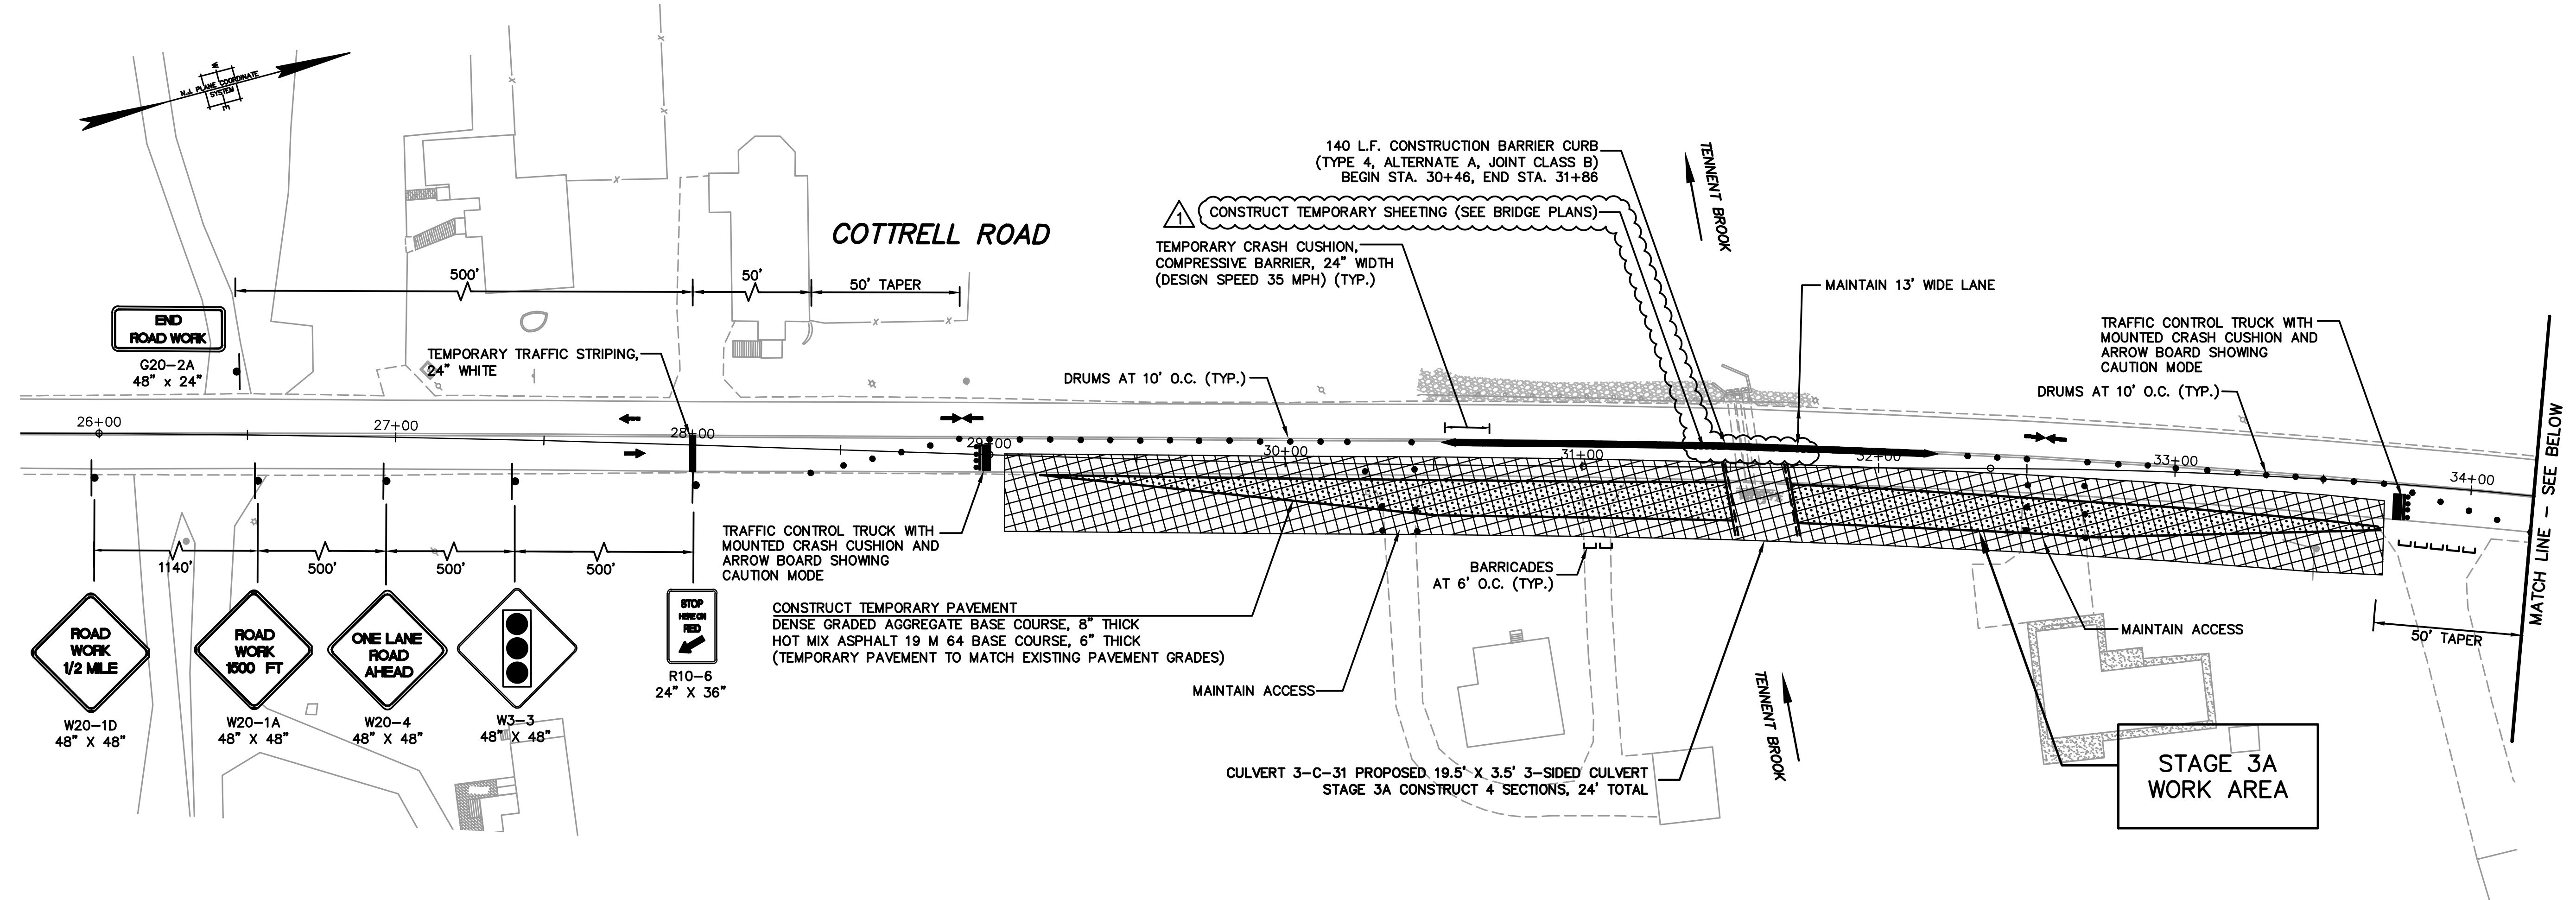 N.J. PLANE COORDINATE
SYSTEM
W
E
COTTRELL ROAD
140 L.F. CONSTRUCTION BARRIER CURB
(TYPE 4, ALTERNATE A, JOINT CLASS B)
BEGIN STA. 30+46, END STA. 31+86
1
CONSTRUCT TEMPORARY SHEETING (SEE BRIDGE PLANS)
TEMPORARY CRASH CUSHION,
COMPRESSIVE BARRIER, 24" WIDTH
(DESIGN SPEED 35 MPH) (TYP.)
TENNENT BROOK
MAINTAIN 13' WIDE LANE
TRAFFIC CONTROL TRUCK WITH
MOUNTED CRASH CUSHION AND
ARROW BOARD SHOWING
CAUTION MODE
DRUMS AT 10' O.C. (TYP.)
500'
50'
50' TAPER
END
ROAD WORK
G20-2A
48" x 24"
TEMPORARY TRAFFIC STRIPING,
24" WHITE
DRUMS AT 10' O.C. (TYP.)
26+00
27+00
28+00
29+00
30+00
31+00
32+00
33+00
34+00
MATCH LINE - SEE BELOW
1140'
500'
500'
500'
ROAD
WORK
1/2 MILE
W20-1D
48" X 48"
ROAD
WORK
1500 FT
W20-1A
48" X 48"
ONE LANE
ROAD
AHEAD
W20-4
48" X 48"
W3-3
48" X 48"
STOP
HERE ON
RED
R10-6
24" X 36"
TRAFFIC CONTROL TRUCK WITH
MOUNTED CRASH CUSHION AND
ARROW BOARD SHOWING
CAUTION MODE
CONSTRUCT TEMPORARY PAVEMENT
DENSE GRADED AGGREGATE BASE COURSE, 8" THICK
HOT MIX ASPHALT 19 M 64 BASE COURSE, 6" THICK
(TEMPORARY PAVEMENT TO MATCH EXISTING PAVEMENT GRADES)
MAINTAIN ACCESS
BARRICADES
AT 6' O.C. (TYP.)
TENNENT BROOK
CULVERT 3-C-31 PROPOSED 19.5' X 3.5' 3-SIDED CULVERT
STAGE 3A CONSTRUCT 4 SECTIONS, 24' TOTAL
MAINTAIN ACCESS
50' TAPER
STAGE 3A
WORK AREA